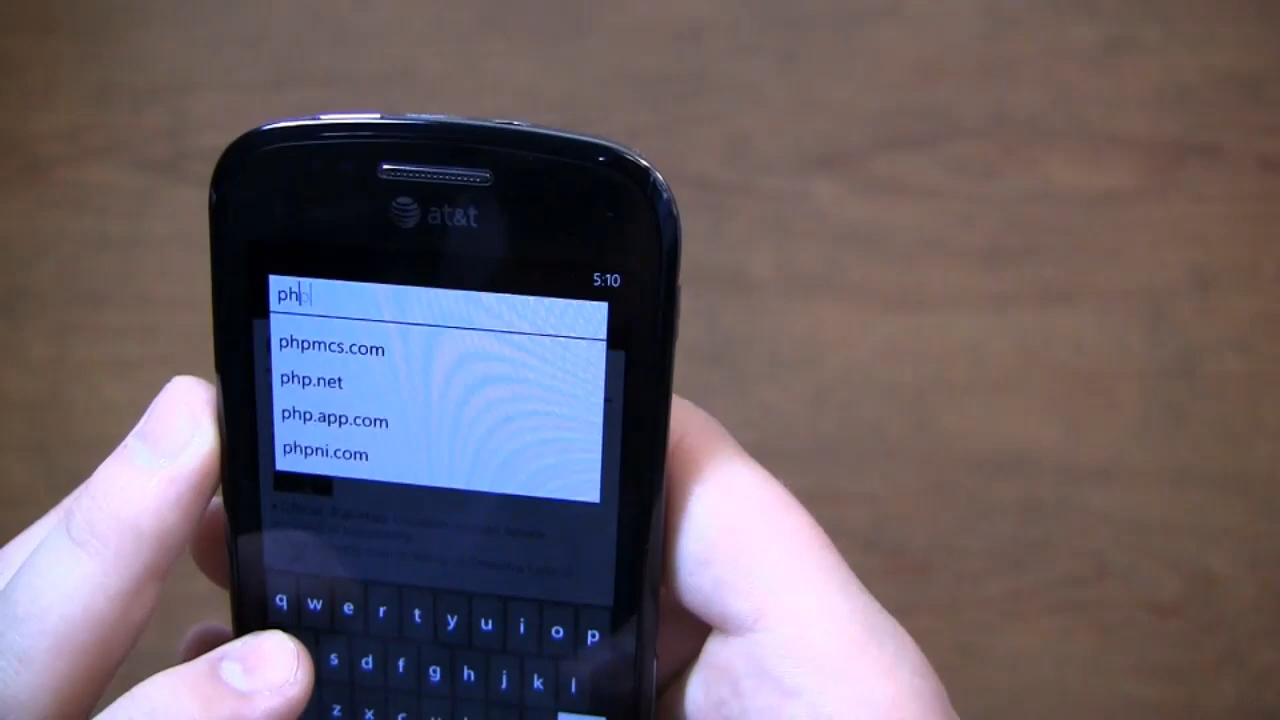 at&t
5:10
php
phpmcs.com
php.net
php.app.com
phpni.com
q w e r t y u i o p
s d f g h j k l
z x c